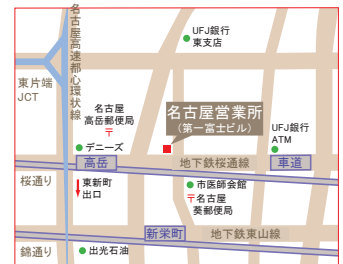 名古屋高速都心環状線
UFJ銀行
東支店
東片端
JCT
名古屋
高岳郵便局
〒
名古屋営業所
(第一富士ビル)
UFJ銀行
ATM
デニーズ
高岳
地下鉄桜通線
車道
桜通り
東新町
出口
市医師会館
〒名古屋
葵郵便局
新栄町
地下鉄東山線
錦通り
出光石油